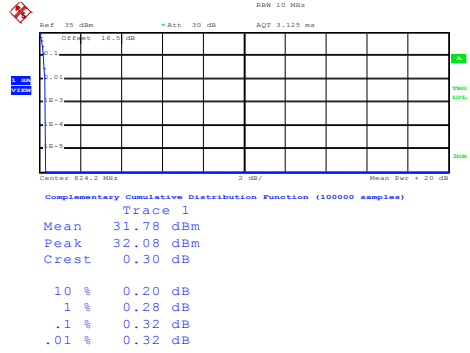 RBW 10 MHz
Ref 35 dBm *Att 30 dB AQT 3.125 ms
Offset 16.5 dB
0.1
A
0.01
1 SA
VIEW
TRG
LVL
1E-3
1E-4
1E-5
3DB
Center 824.2 MHz 2 dB/ Mean Pwr + 20 dB
Complementary Cumulative Distribution Function (100000 samples)
Trace 1
Mean 31.78 dBm
Peak 32.08 dBm
Crest 0.30 dB
10 % 0.20 dB
1 % 0.28 dB
.1 % 0.32 dB
.01 % 0.32 dB